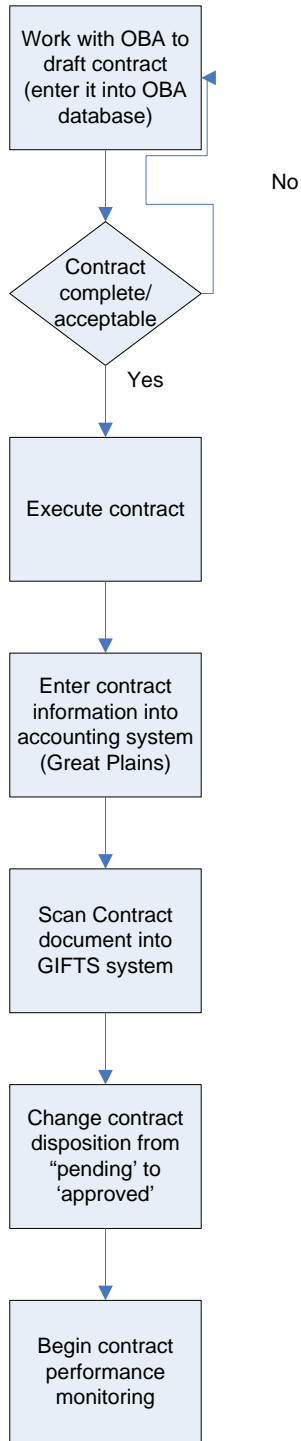 Work with OBA to
draft contract
(enter it into OBA
database)
No
Contract
complete/
acceptable
Yes
Execute contract
Enter contract
information into
accounting system
(Great Plains)
Scan Contract
document into
GIFTS system
Change contract
disposition from
“pending’ to
‘approved’
Begin contract
performance
monitoring